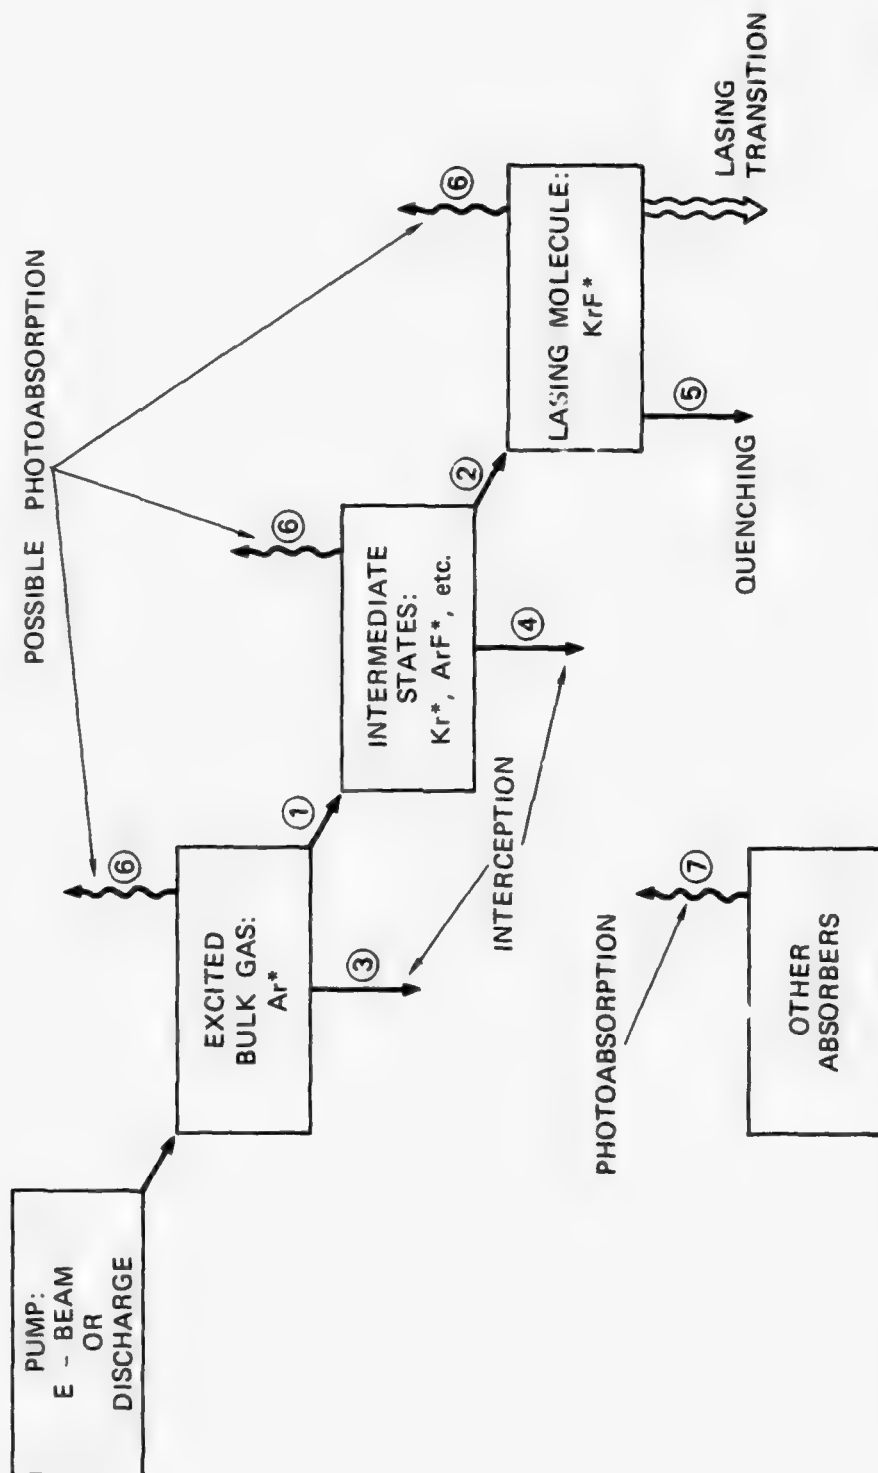 PUMP:
E - BEAM
OR
DISCHARGE
EXCITED
BULK GAS:
Ar*
POSSIBLE PHOTOABSORPTION
⑥
①
③
INTERCEPTION
INTERMEDIATE
STATES:
Kr*, ArF*, etc.
⑥
②
④
LASING MOLECULE:
KrF*
⑥
⑤
QUENCHING
LASING
TRANSITION
PHOTOABSORPTION
⑦
OTHER
ABSORBERS